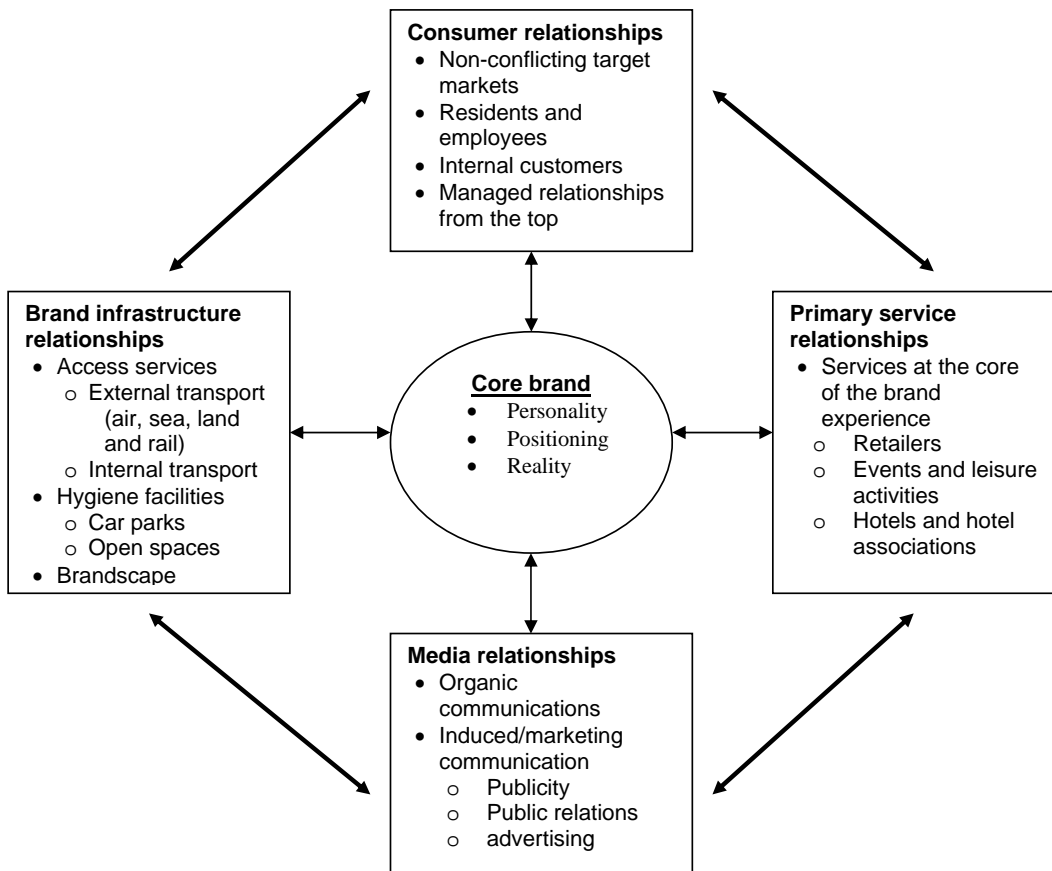 Consumer relationships
• Non-conflicting target
markets
• Residents and
employees
• Internal customers
• Managed relationships
from the top
Brand infrastructure
relationships
• Access services
o External transport
(air, sea, land
and rail)
o Internal transport
• Hygiene facilities
o Car parks
o Open spaces
• Brandscape
Core brand
• Personality
• Positioning
• Reality
Primary service
relationships
• Services at the core
of the brand
experience
o Retailers
o Events and leisure
activities
o Hotels and hotel
associations
Media relationships
• Organic
communications
• Induced/marketing
communication
o Publicity
o Public relations
o advertising